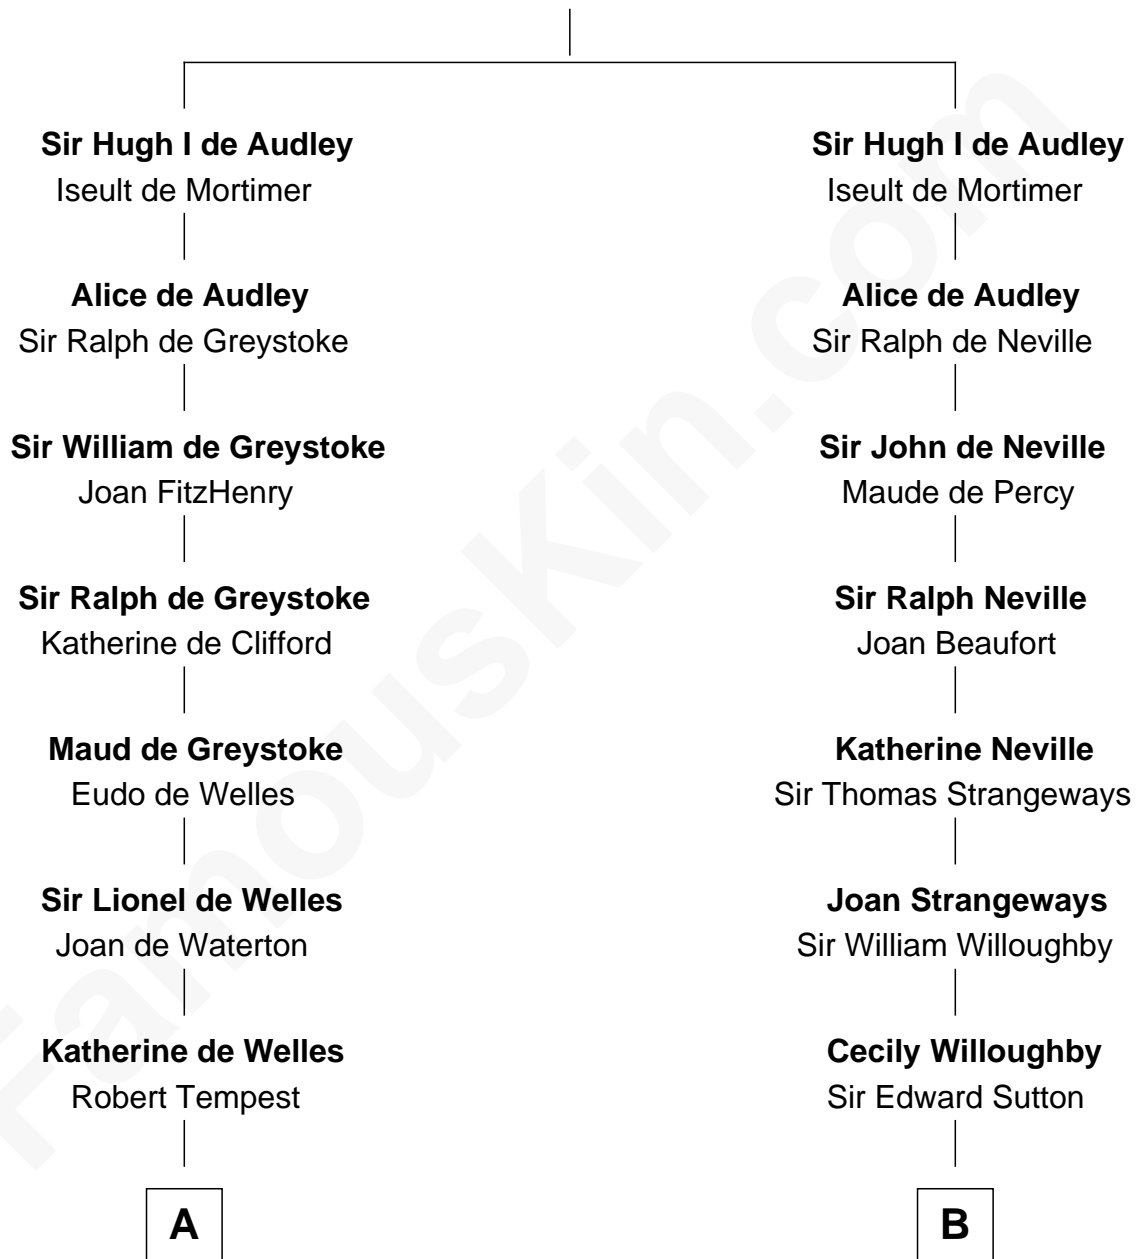 Sir Hugh I de Audley
Iseult de Mortimer
Alice de Audley
Sir Ralph de Greystoke
Sir William de Greystoke
Joan FitzHenry
Sir Ralph de Greystoke
Katherine de Clifford
Maud de Greystoke
Eudo de Welles
Sir Lionel de Welles
Joan de Waterton
Katherine de Welles
Robert Tempest
A
Sir Hugh I de Audley
Iseult de Mortimer
Alice de Audley
Sir Ralph de Neville
Sir John de Neville
Maude de Percy
Sir Ralph Neville
Joan Beaufort
Katherine Neville
Sir Thomas Strangeways
Joan Strangeways
Sir William Willoughby
Cecily Willoughby
Sir Edward Sutton
B
FamousKin.com